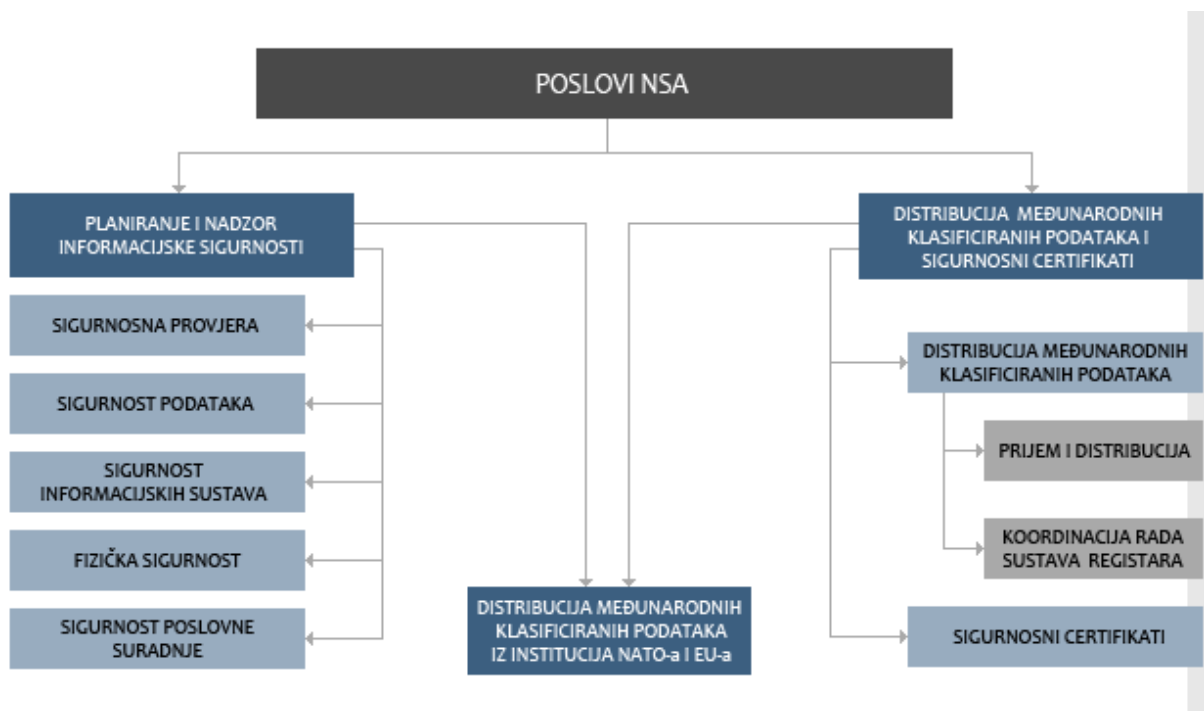 POSLOVI NSA
PLANIRANJE I NADZOR
INFORMACIJSKE SIGURNOSTI
SIGURNOSNA PROVJERA
SIGURNOST PODATAKA
SIGURNOST
INFORMACIJSKIH SUSTAVA
FIZIČKA SIGURNOST
SIGURNOST POSLOVNE
SURADNJE
DISTRIBUCIJA MEĐUNARODNIH
KLASIFICIRANIH PODATAKA
IZ INSTITUCIJA NATO-a I EU-a
DISTRIBUCIJA MEĐUNARODNIH
KLASIFICIRANIH PODATAKA I
SIGURNOSNI CERTIFIKATI
DISTRIBUCIJA MEĐUNARODNIH
KLASIFICIRANIH PODATAKA
PRIJEM I DISTRIBUCIJA
KOORDINACIJA RADA
SUSTAVA REGISTARA
SIGURNOSNI CERTIFIKATI